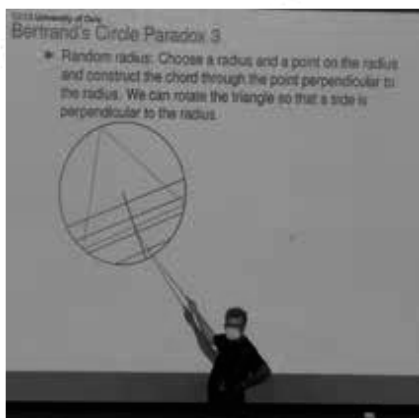 University of Oslo
Bertrand's Circle Paradox 3
Random radius: Choose a radius and a point on the radius
and construct the chord through the point perpendicular to
the radius. We can rotate the triangle so that a side is
perpendicular to the radius.